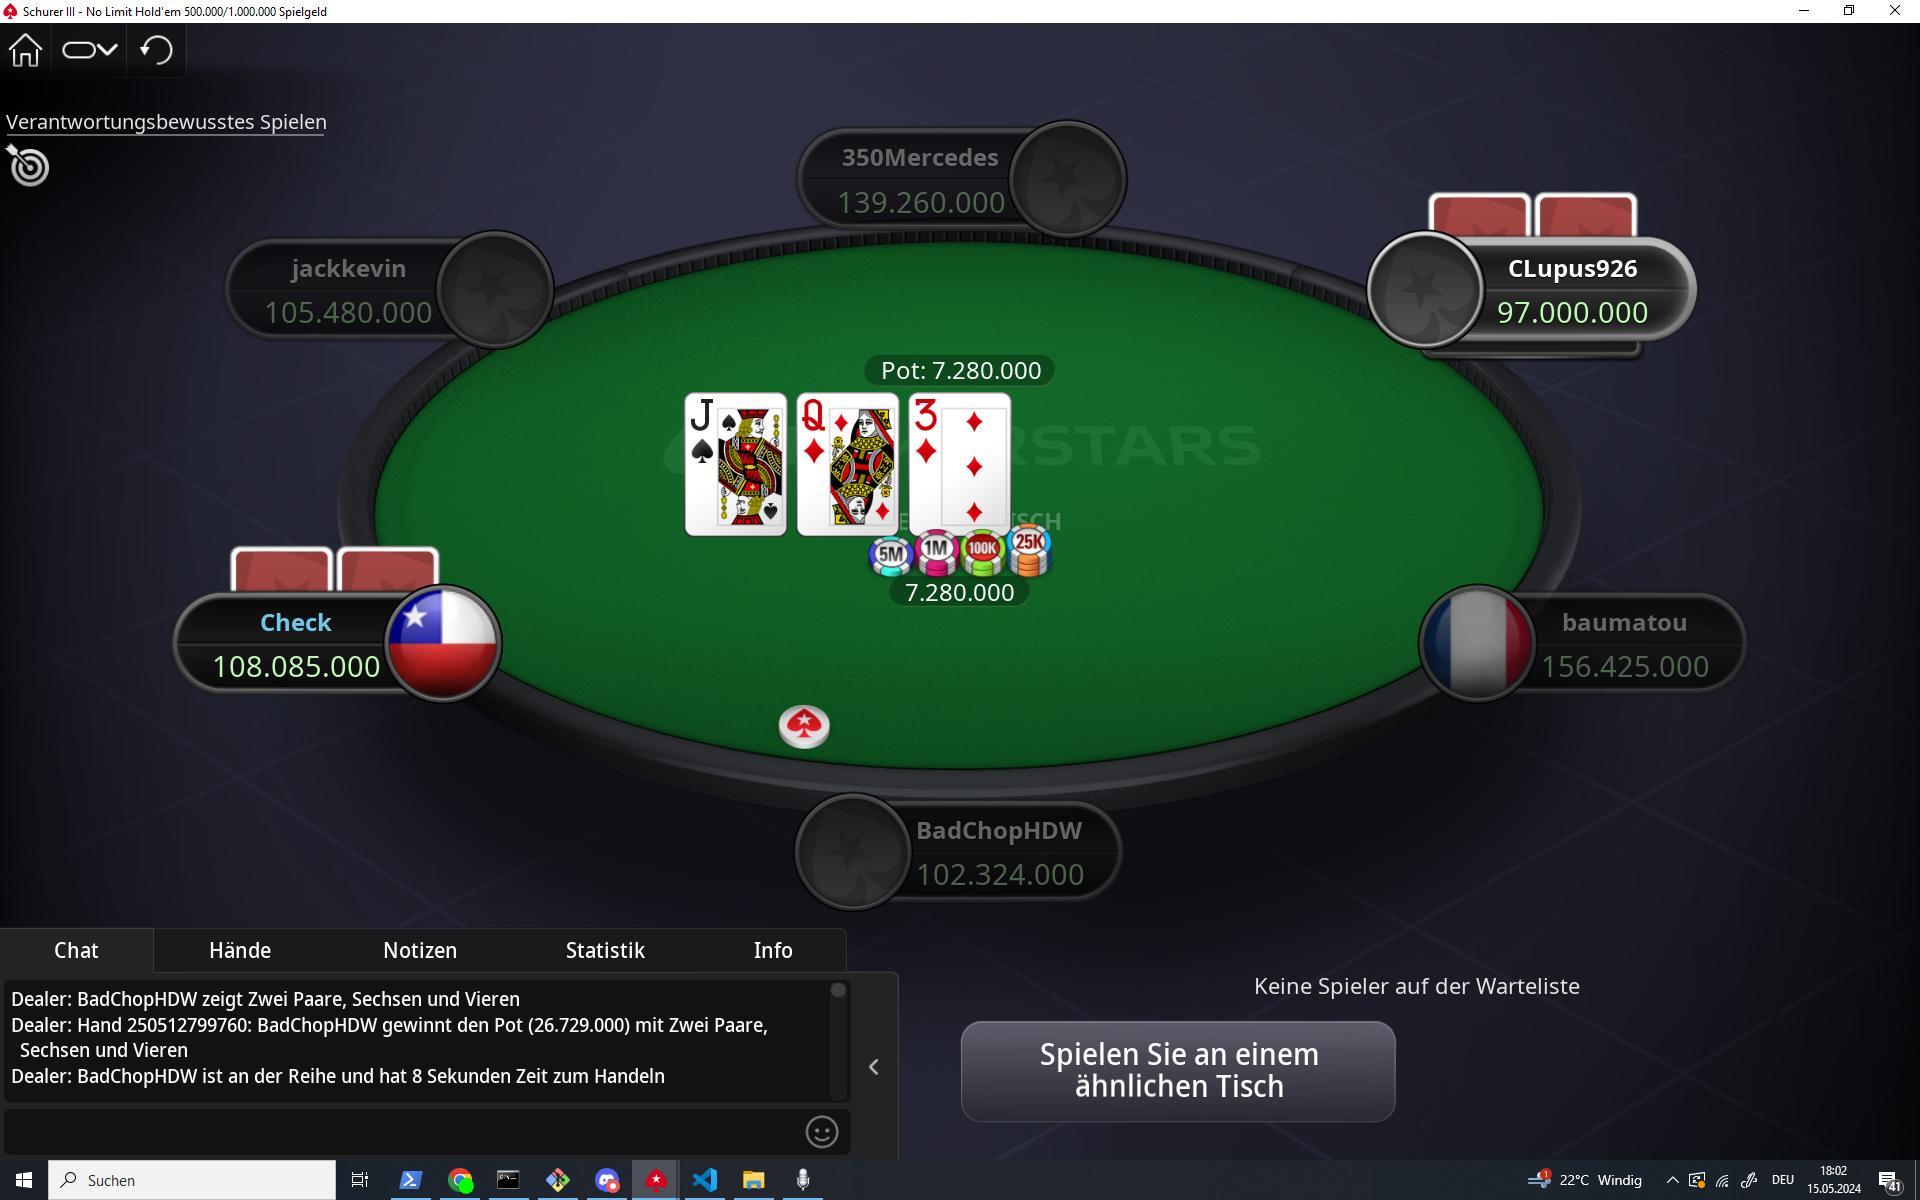 Schurer III - No Limit Hold'em 500.000/1.000.000 Spielgeld
Verantwortungsbewusstes Spielen
350Mercedes
139.260.000
jackkevin
105.480.000
CLupus926
97.000.000
Pot: 7.280.000
J
Q
3
RSTARS
SCH
5M
1M
100K
25K
7.280.000
Check
108.085.000
baumatou
156.425.000
BadChopHDW
102.324.000
Chat
Hände
Notizen
Statistik
Info
Dealer: BadChopHDW zeigt Zwei Paare, Sechsen und Vieren
Dealer: Hand 250512799760: BadChopHDW gewinnt den Pot (26.729.000) mit Zwei Paare,
Sechsen und Vieren
Dealer: BadChopHDW ist an der Reihe und hat 8 Sekunden Zeit zum Handeln
Keine Spieler auf der Warteliste
Spielen Sie an einem
ähnlichen Tisch
Suchen
1
22°C Windig
DEU
18:02
15.05.2024
41